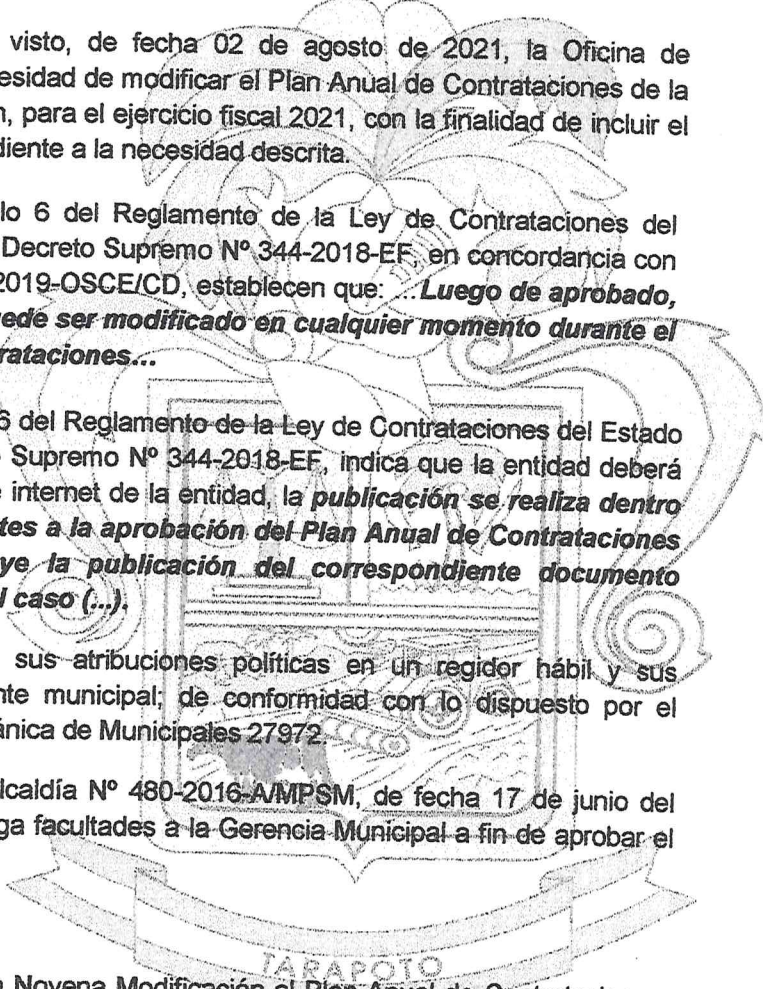 visto, de fecha 02 de agosto de 2021, la Oficina de
esidad de modificar el Plan Anual de Contrataciones de la
n, para el ejercicio fiscal 2021, con la finalidad de incluir el
diente a la necesidad descrita.
lo 6 del Reglamento de la Ley de Contrataciones del
Decreto Supremo Nº 344-2018-EF, en concordancia con
2019-OSCE/CD, establecen que: ...Luego de aprobado,
uede ser modificado en cualquier momento durante el
trataciones...
6 del Reglamento de la Ley de Contrataciones del Estado
Supremo Nº 344-2018-EF, indica que la entidad deberá
e internet de la entidad, la publicación se realiza dentro
tes a la aprobación del Plan Anual de Contrataciones
ye la publicación del correspondiente documento
l caso (...).
sus atribuciones políticas en un regidor hábil y sus
nte municipal; de conformidad con lo dispuesto por el
ánica de Municipales 27972.
lcaldía Nº 480-2016-A/MPSM, de fecha 17 de junio del
ga facultades a la Gerencia Municipal a fin de aprobar el
TARAPOTO
Novena Modificación al Plan Anual de